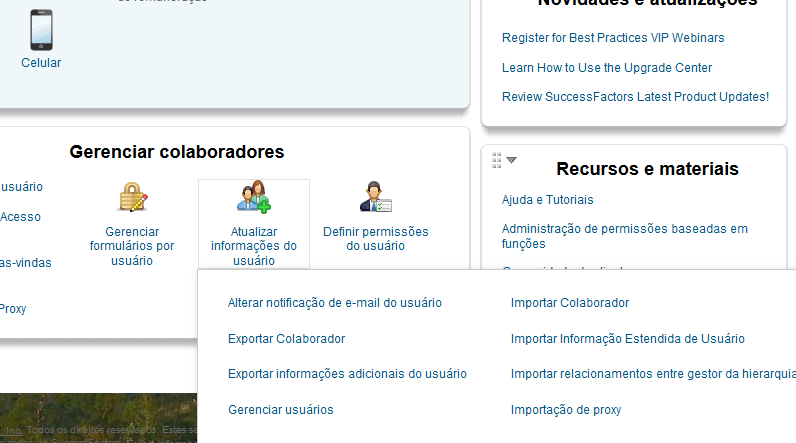 Novidades e atualizações
Celular
Register for Best Practices VIP Webinars
Learn How to Use the Upgrade Center
Review SuccessFactors Latest Product Updates!
Gerenciar colaboradores
Recursos e materiais
usuário
Acesso
as-vindas
Proxy
Gerenciar
formulários por
usuário
Atualizar
informações do
usuário
Definir permissões
do usuário
Ajuda e Tutoriais
Administração de permissões baseadas em
funções
Alterar notificação de e-mail do usuário
Importar Colaborador
Exportar Colaborador
Importar Informação Estendida de Usuário
Exportar informações adicionais do usuário
Importar relacionamentos entre gestor da hierarquia
Gerenciar usuários
Importação de proxy
Inc. Todos os direitos reservados. Estes se